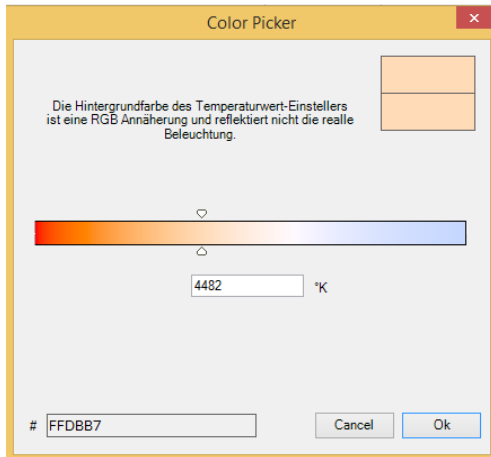 Color Picker
Die Hintergrundfarbe des Temperaturwert-Einstellers
ist eine RGB Annäherung und reflektiert nicht die realle
Beleuchtung.
4482 °K
# FFDBB7 Cancel Ok